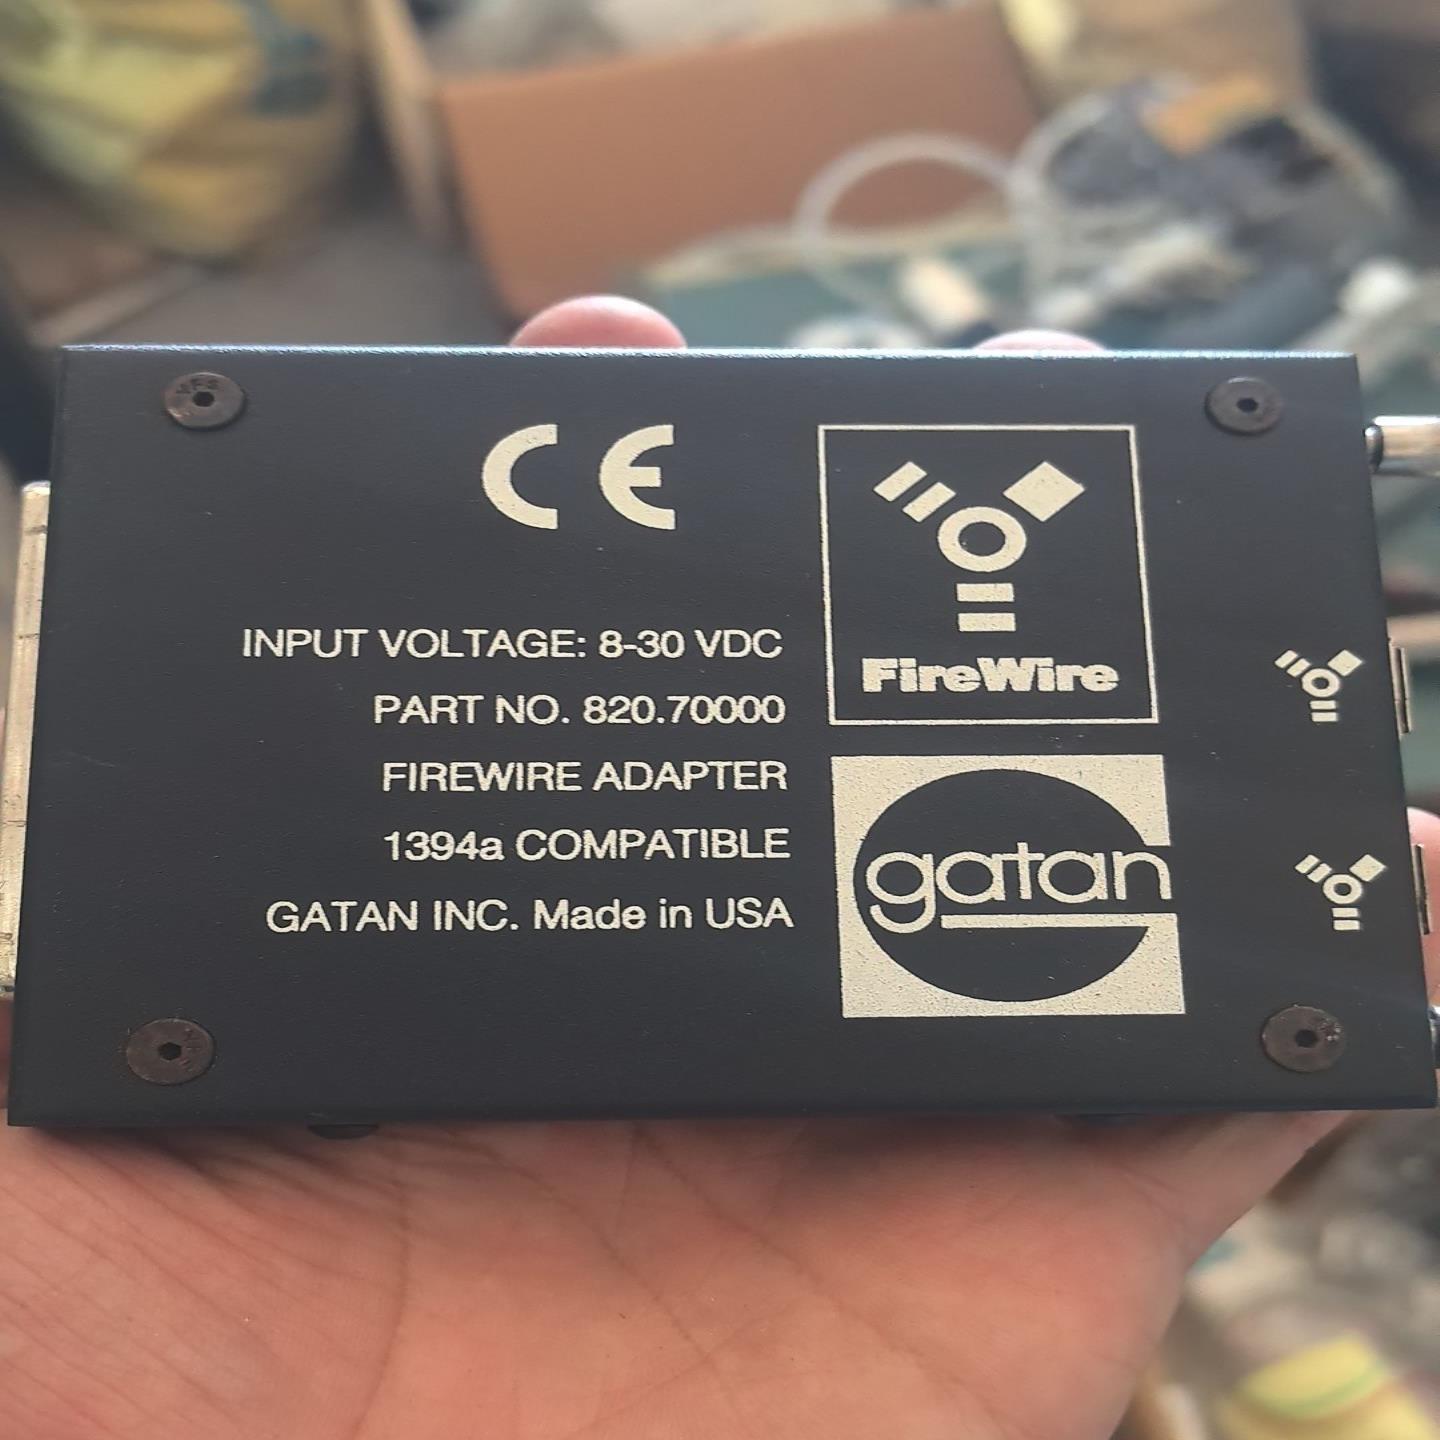 CE
INPUT VOLTAGE: 8-30 VDC
PART NO. 820.70000
FIREWIRE ADAPTER
1394a COMPATIBLE
GATAN INC. Made in USA
FireWire
gatan